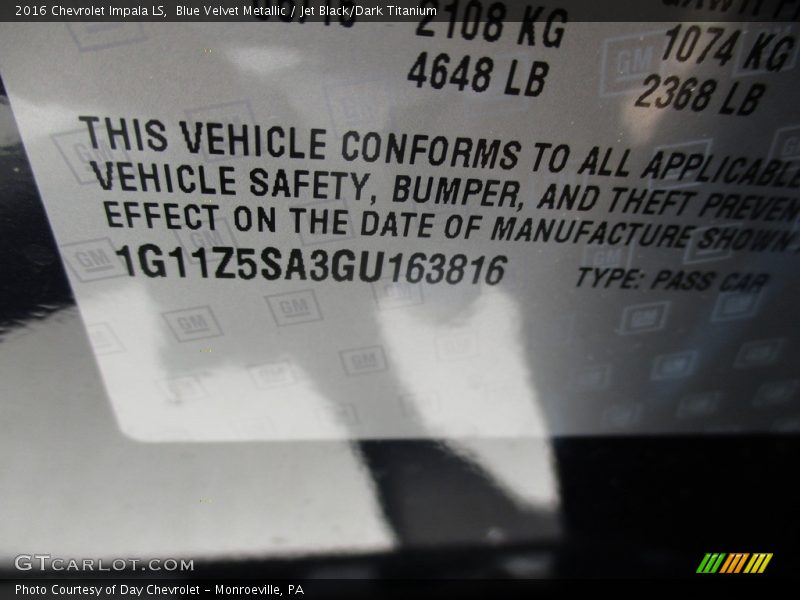 2016 Chevrolet Impala LS, Blue Velvet Metallic / Jet Black/Dark Titanium
2108 KG
1074 KG
4648 LB
2368 LB
THIS VEHICLE CONFORMS TO ALL APPLICABLE
VEHICLE SAFETY, BUMPER, AND THEFT PREVEN
EFFECT ON THE DATE OF MANUFACTURE SHOWN
1G11Z5SA3GU163816 TYPE: PASS CAR
GM
GTCARLOT.COM
Photo Courtesy of Day Chevrolet - Monroeville, PA